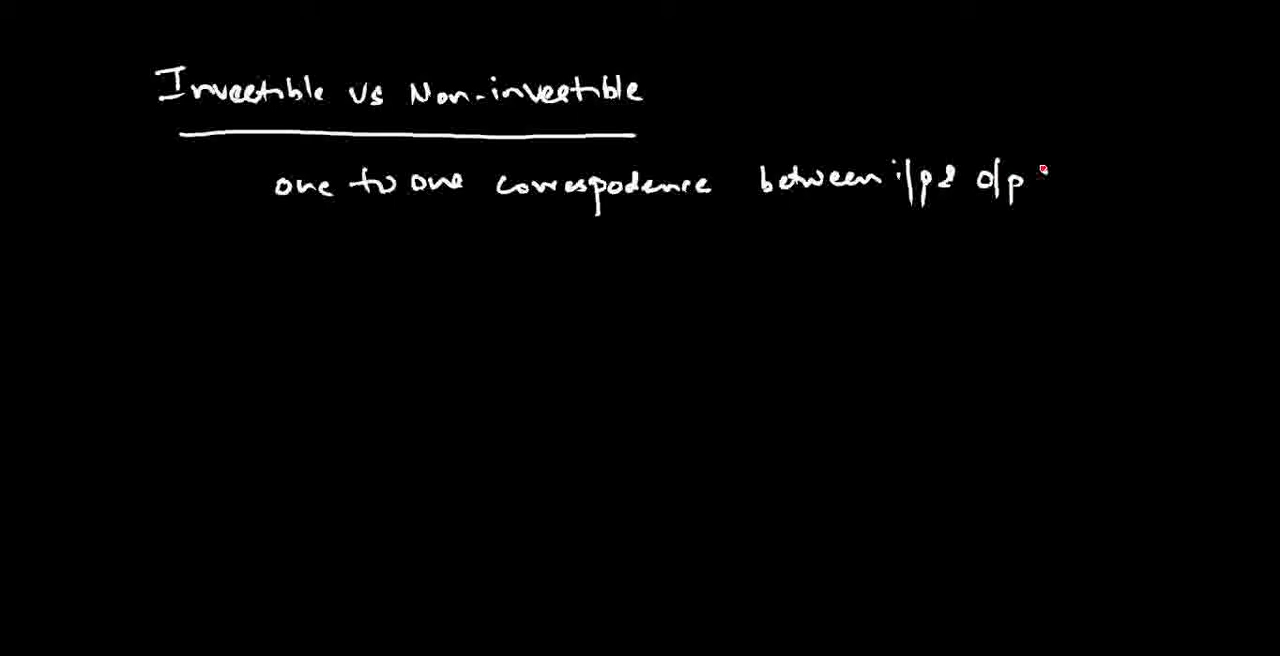 Invertible vs Non-invertible
one to one correspodence between i/p & o/p